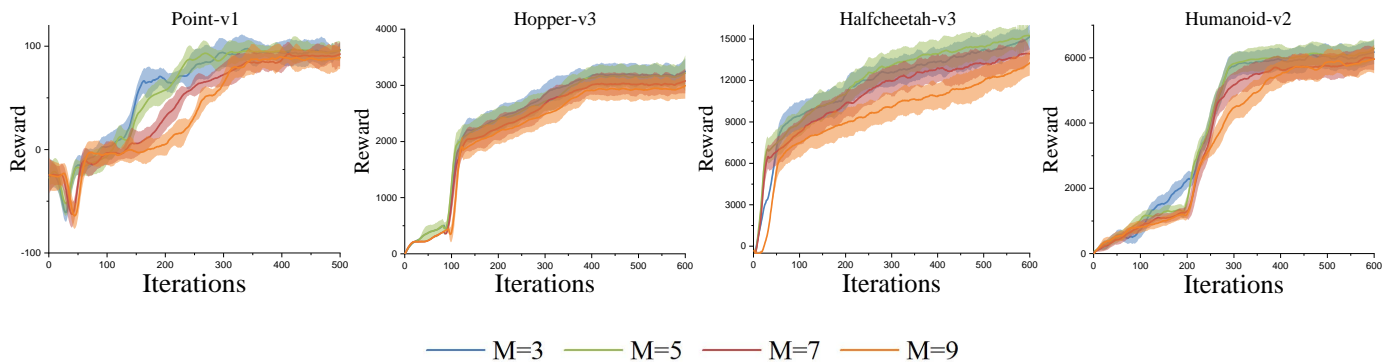 Point-v1
Hopper-v3
Halfcheetah-v3
Humanoid-v2
Reward
100
0
-100
0
100
200
300
400
500
Iterations
Reward
4000
3000
2000
1000
0
0
100
200
300
400
500
600
Iterations
Reward
15000
12000
9000
6000
3000
0
0
100
200
300
400
500
600
Iterations
Reward
6000
4000
2000
0
0
100
200
300
400
500
600
Iterations
M=3
M=5
M=7
M=9